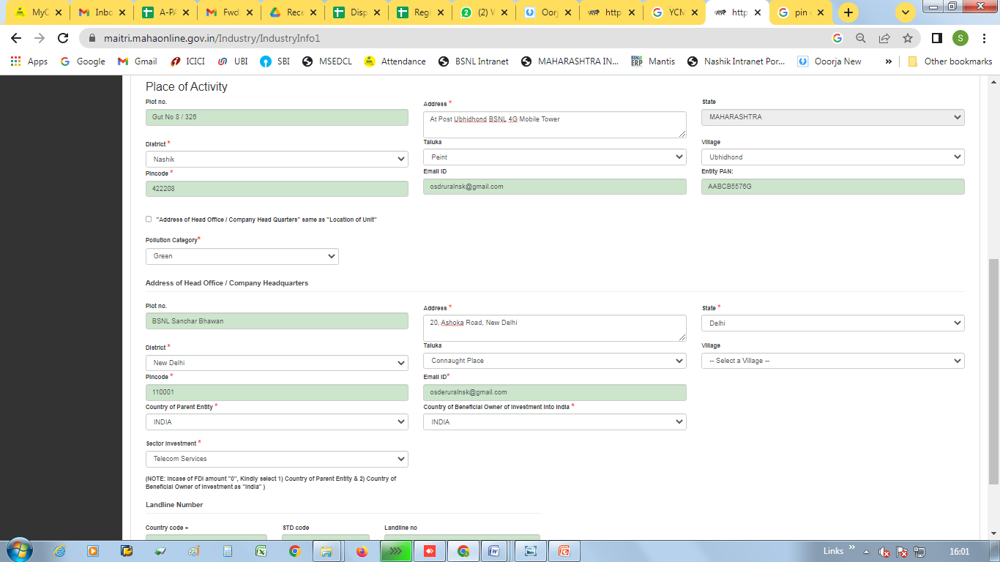 MyC
Inbo
A-PA
Fwd
Rece
Disp
Regi
(2) W
Oorj
http
YCM
http
pin
maitri.mahaonline.gov.in/Industry/IndustryInfo1
S
Apps
Google
Gmail
ICICI
UBI
SBI
MSEDCL
Attendance
BSNL Intranet
MAHARASHTRA IN...
Mantis
Nashik Intranet Por...
Ooorja New
»
Other bookmarks
Place of Activity
Plot no.
Address *
State
Gut No 8 / 326
At Post Ubhidhond BSNL 4G Mobile Tower
MAHARASHTRA
District *
Taluka
Village
Nashik
Peint
Ubhidhond
Pincode *
Email ID
Entity PAN:
422208
osdruralnsk@gmail.com
AABCB5576G
"Address of Head Office / Company Head Quarters" same as "Location of Unit"
Pollution Category*
Green
Address of Head Office / Company Headquarters
Plot no.
Address *
State *
BSNL Sanchar Bhawan
20, Ashoka Road, New Delhi
Delhi
District *
Taluka
Village
New Delhi
Connaught Place
-- Select a Village --
Pincode *
Email ID*
110001
osderuralnsk@gmail.com
Country of Parent Entity *
Country of Beneficial Owner of Investment into India *
INDIA
INDIA
Sector Investment *
Telecom Services
(NOTE: Incase of FDI amount "0", Kindly select 1) Country of Parent Entity & 2) Country of
Beneficial Owner of Investment as "India" )
Landline Number
Country code +
STD code
Landline no
Links »
16:01